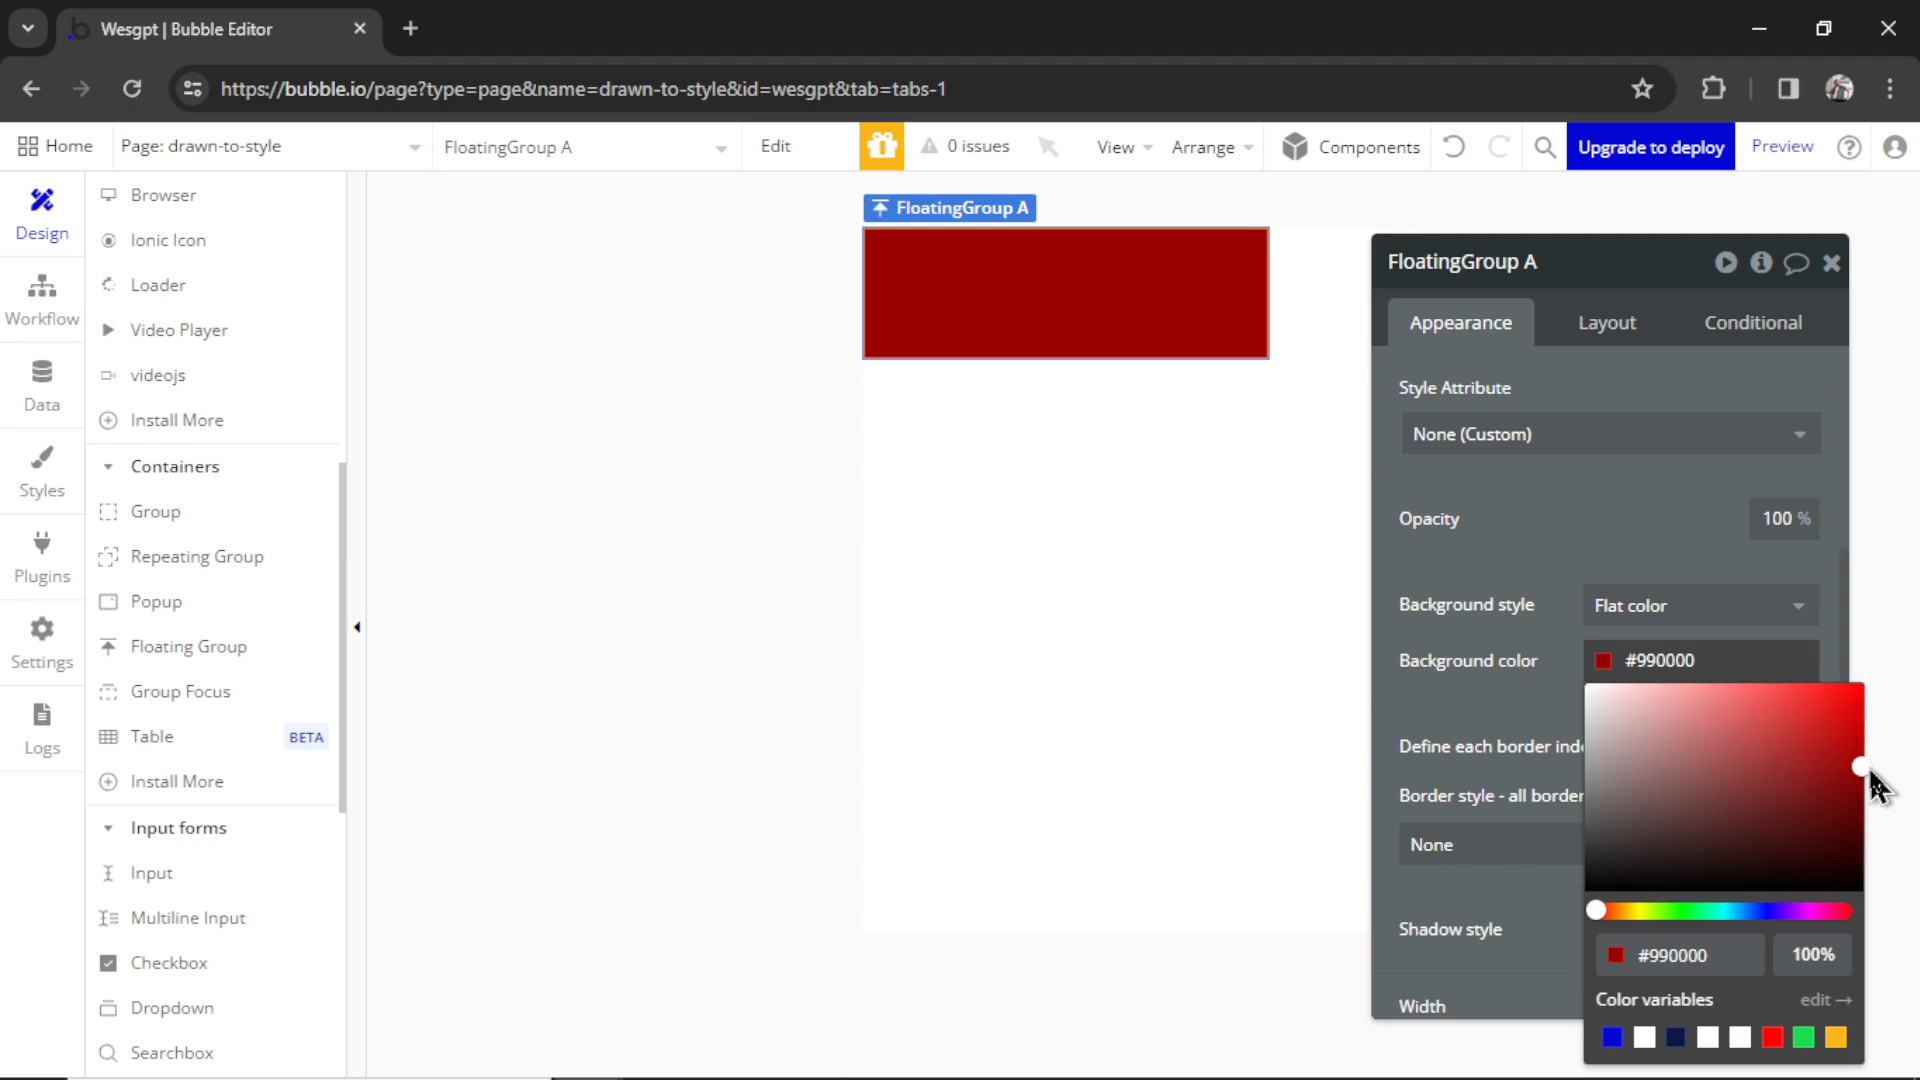 Wesgpt | Bubble Editor
https://bubble.io/page?type=page&name=drawn-to-style&id=wesgpt&tab=tabs-1
Home
Page: drawn-to-style
FloatingGroup A
Edit
0 issues
View
Arrange
Components
Upgrade to deploy
Preview
Design
Workflow
Data
Styles
Plugins
Settings
Logs
Browser
Ionic Icon
Loader
Video Player
videojs
Install More
Containers
Group
Repeating Group
Popup
Floating Group
Group Focus
Table BETA
Install More
Input forms
Input
Multiline Input
Checkbox
Dropdown
Searchbox
FloatingGroup A
FloatingGroup A
Appearance
Layout
Conditional
Style Attribute
None (Custom)
Opacity
100 %
Background style
Flat color
Background color
#990000
Define each border inde
Border style - all border
None
Shadow style
Width
#990000
100%
Color variables
edit →